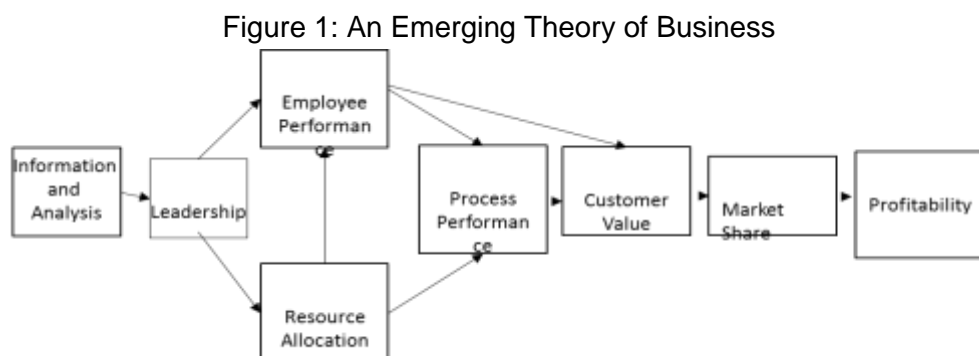 Figure 1: An Emerging Theory of Business
Employee
Performan
ce
Information
and
Analysis
Leadership
Process
Performan
ce
Customer
Value
Market
Share
Profitability
Resource
Allocation